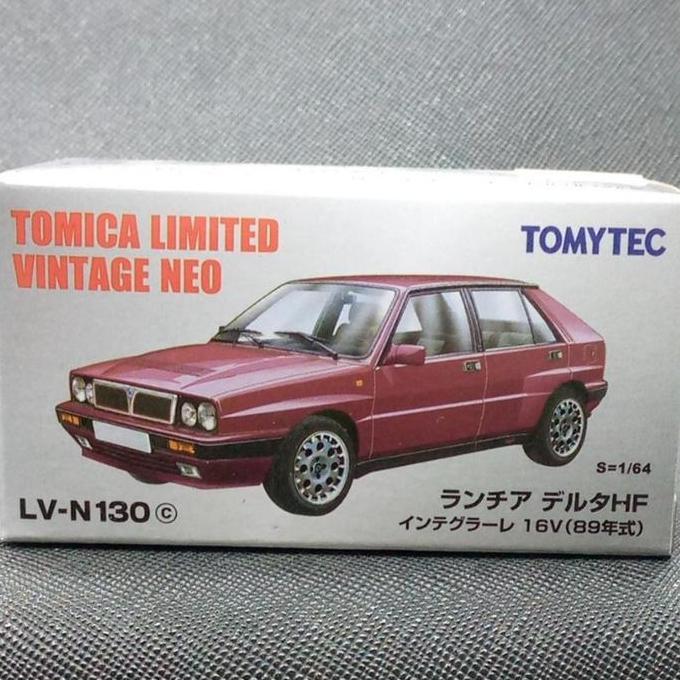 TOMICA LIMITED
VINTAGE NEO
TOMYTEC
S=1/64
LV-N130 ⓒ
ランチア デルタHF
インテグラーレ 16V(89年式)